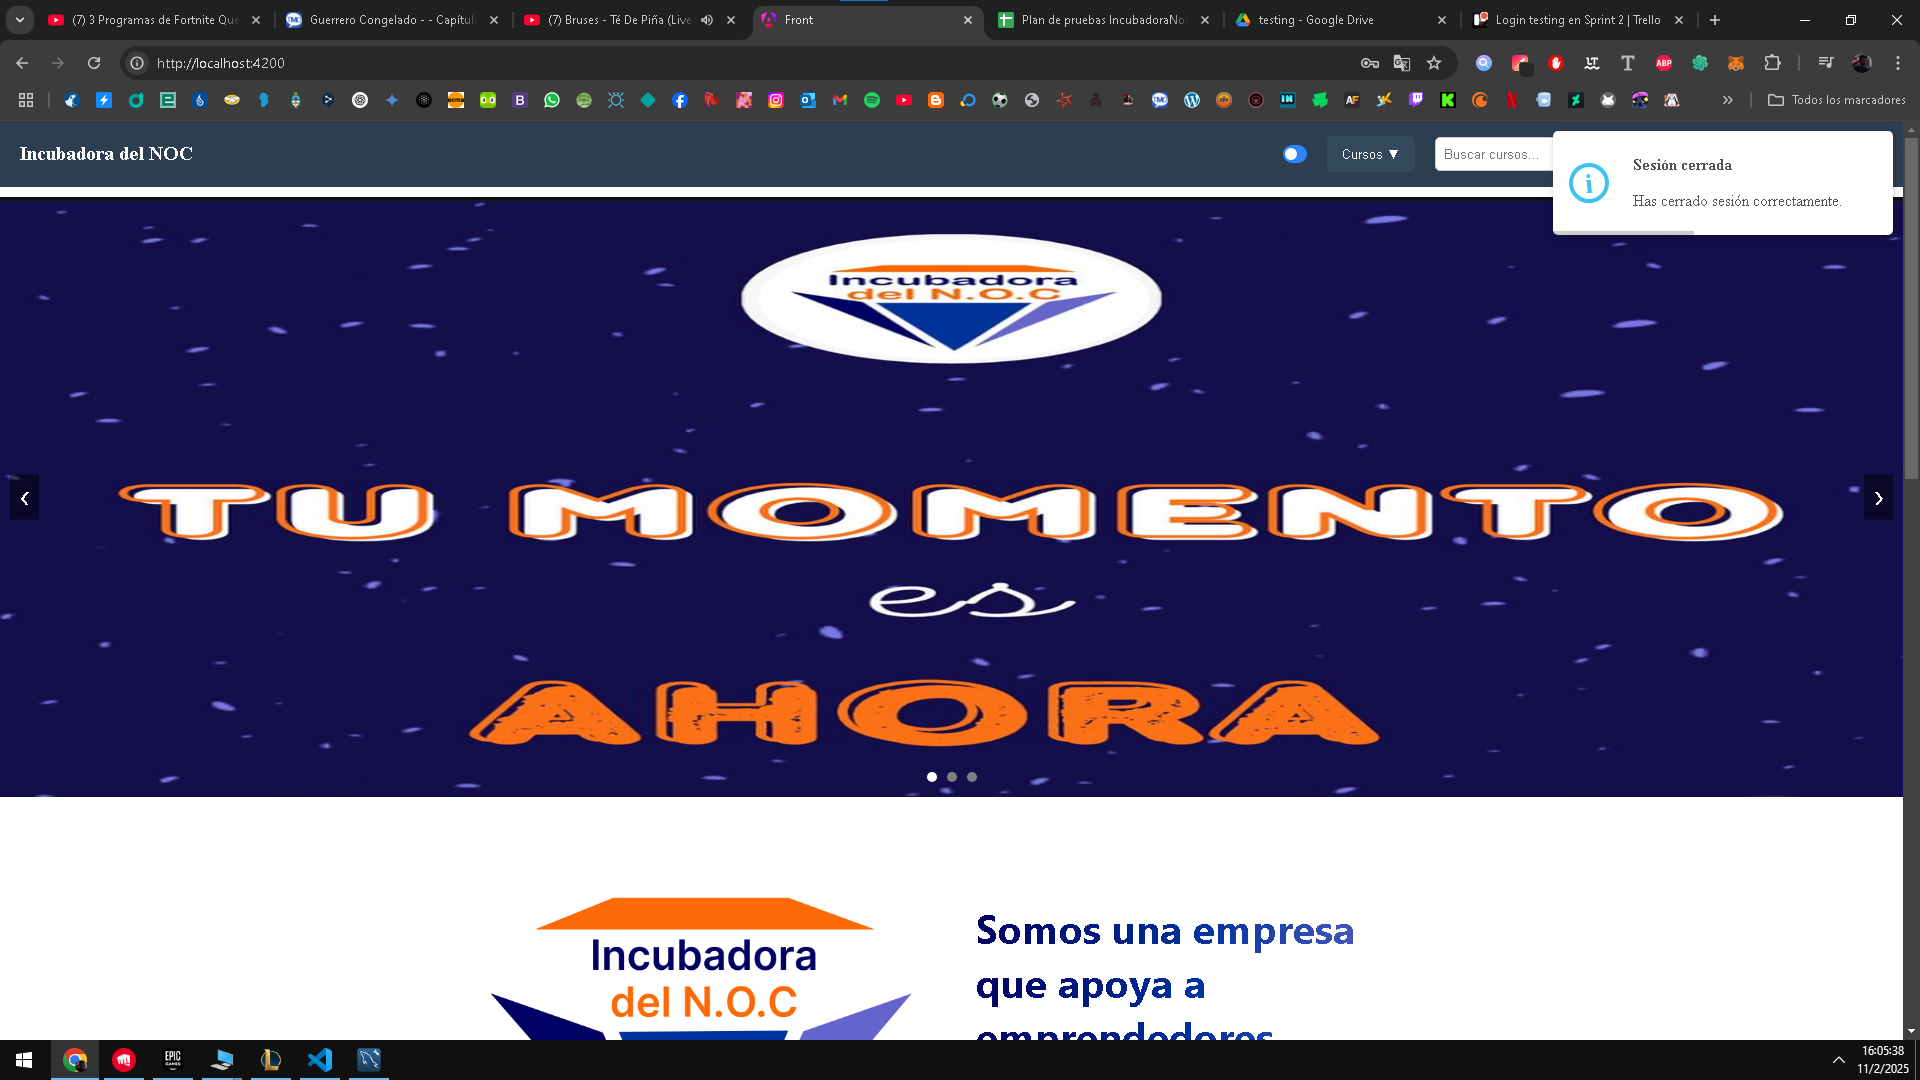 (7) 3 Programas de Fortnite Que
Guerrero Congelado - - Capítulo
(7) Bruses - Té De Piña (Live
Front
Plan de pruebas IncubadoraNo
testing - Google Drive
Login testing en Sprint 2 | Trello
http://localhost:4200
Todos los marcadores
Incubadora del NOC
Cursos ▼
Buscar cursos...
Sesión cerrada
Has cerrado sesión correctamente.
Incubadora
del N.O.C
TU MOMENTO
es
AHORA
Incubadora
del N.O.C
Somos una empresa
que apoya a
emprendedores
16:05:38
11/2/2025